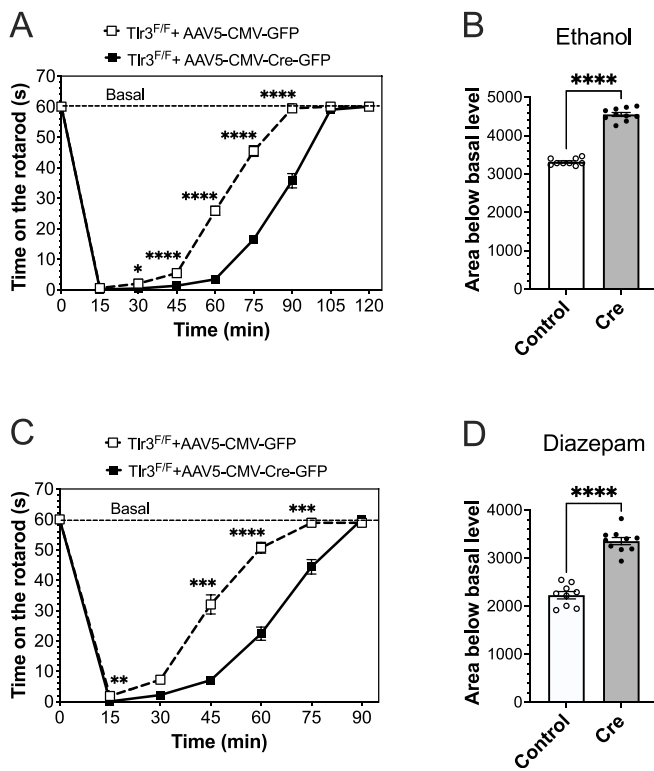 A
Tlr3F/F + AAV5-CMV-GFP
Tlr3F/F + AAV5-CMV-Cre-GFP
Time on the rotarod (s)
70
60
50
40
30
20
10
0
Basal
*
****
****
****
****
0 15 30 45 60 75 90 105 120
Time (min)
B
Ethanol
****
Area below basal level
5000
4000
3000
2000
1000
0
Control
Cre
C
Tlr3F/F+AAV5-CMV-GFP
Tlr3F/F+AAV5-CMV-Cre-GFP
Time on the rotarod (s)
70
60
50
40
30
20
10
0
Basal
**
***
****
***
0 15 30 45 60 75 90
Time (min)
D
Diazepam
****
Area below basal level
4000
3000
2000
1000
0
Control
Cre